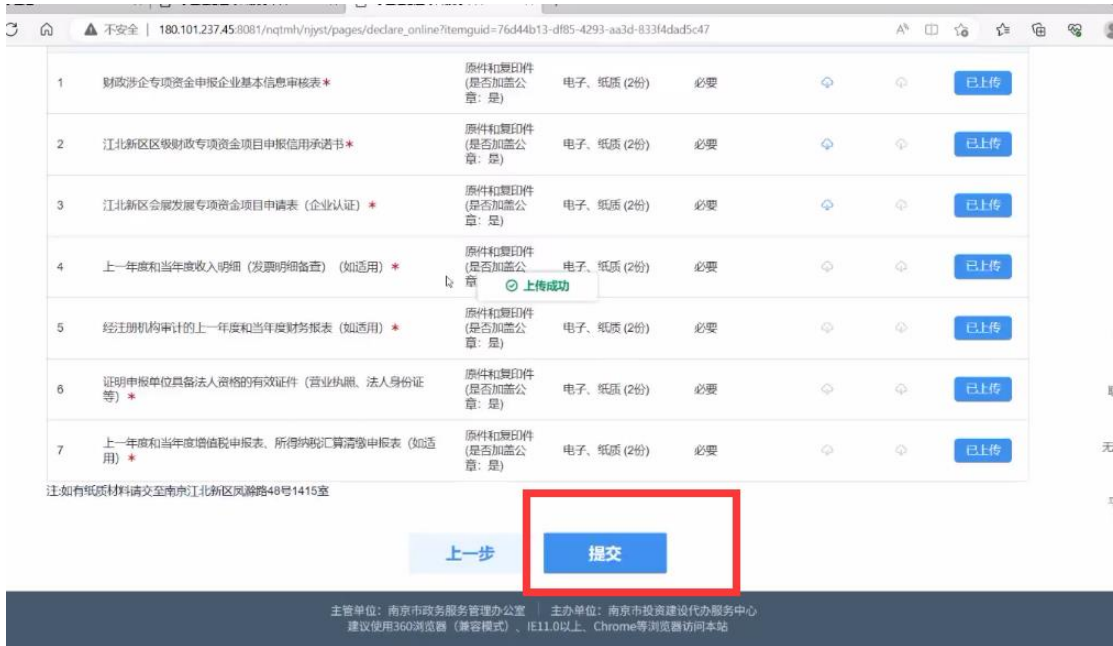 不安全 | 180.101.237.45:8081/nqtmh/njyst/pages/declare_online?itemguid=76d44b13-df85-4293-aa3d-833f4dad5c47
1 财政涉企专项资金申报企业基本信息审核表* 原件和复印件 电子、纸质 (2份) 必要 已上传
(是否加盖公
章: 是)
2 江北新区区级财政专项资金项目申报信用承诺书* 原件和复印件 电子、纸质 (2份) 必要 已上传
(是否加盖公
章: 是)
3 江北新区会展发展专项资金项目申请表（企业认证）* 原件和复印件 电子、纸质 (2份) 必要 已上传
(是否加盖公
章: 是)
4 上一年度和当年度收入明细（发票明细备查）（如适用）* 原件和复印件 电子、纸质 (2份) 必要 已上传
(是否加盖公
章
上传成功
5 经注册机构审计的上一年度和当年度财务报表（如适用）* 原件和复印件 电子、纸质 (2份) 必要 已上传
(是否加盖公
章: 是)
6 证明申报单位具备法人资格的有效证件（营业执照、法人身份证
等）* 原件和复印件 电子、纸质 (2份) 必要 已上传
(是否加盖公
章: 是)
7 上一年度和当年度增值税申报表、所得纳税汇算清缴申报表（如适
用）* 原件和复印件 电子、纸质 (2份) 必要 已上传
(是否加盖公
章: 是)
注:如有纸质材料请交至南京江北新区凤滁路48号1415室
上一步 提交
主管单位：南京市政务服务管理办公室 | 主办单位：南京市投资建设代办服务中心
建议使用360浏览器（兼容模式）、IE11.0以上、Chrome等浏览器访问本站